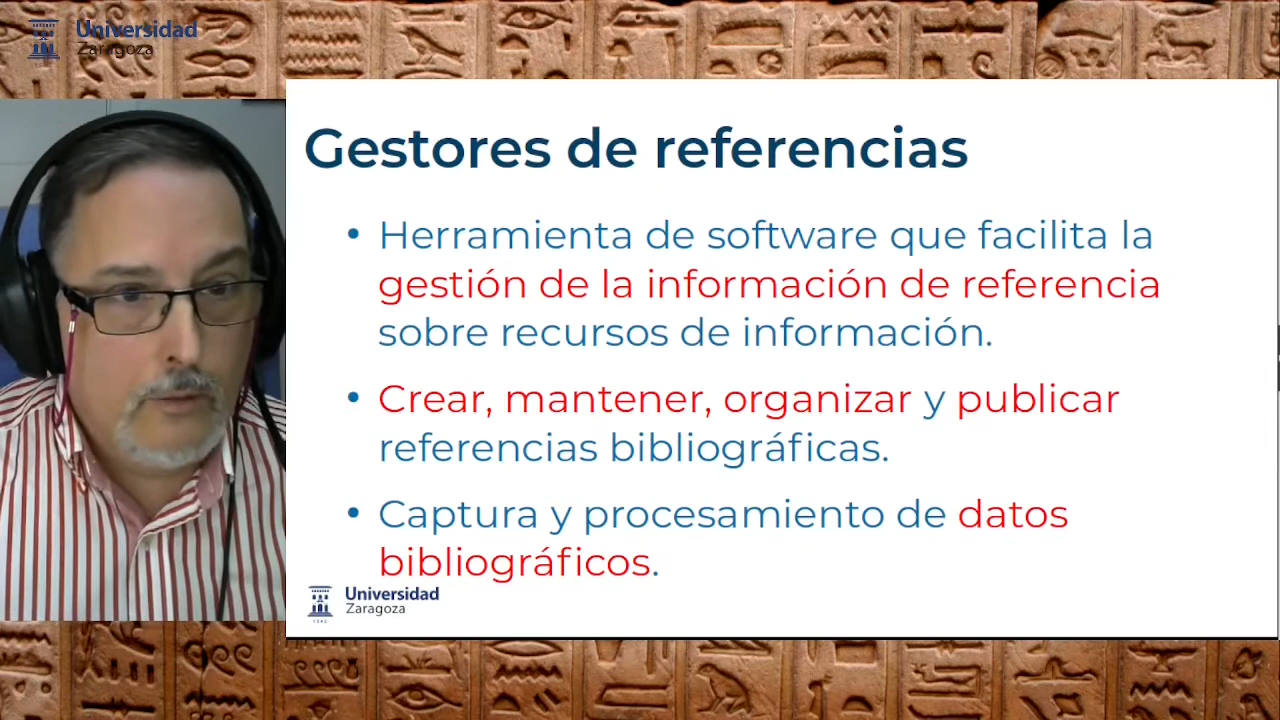 Universidad
Zaragoza
Gestores de referencias
• Herramienta de software que facilita la
gestión de la información de referencia
sobre recursos de información.
• Crear, mantener, organizar y publicar
referencias bibliográficas.
• Captura y procesamiento de datos
bibliográficos.
Universidad
Zaragoza
1542